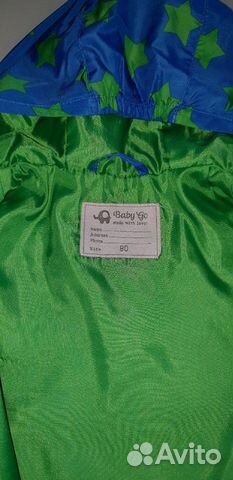 Baby Go
made with love!
Name
Address
Phone
Size 80
Avito